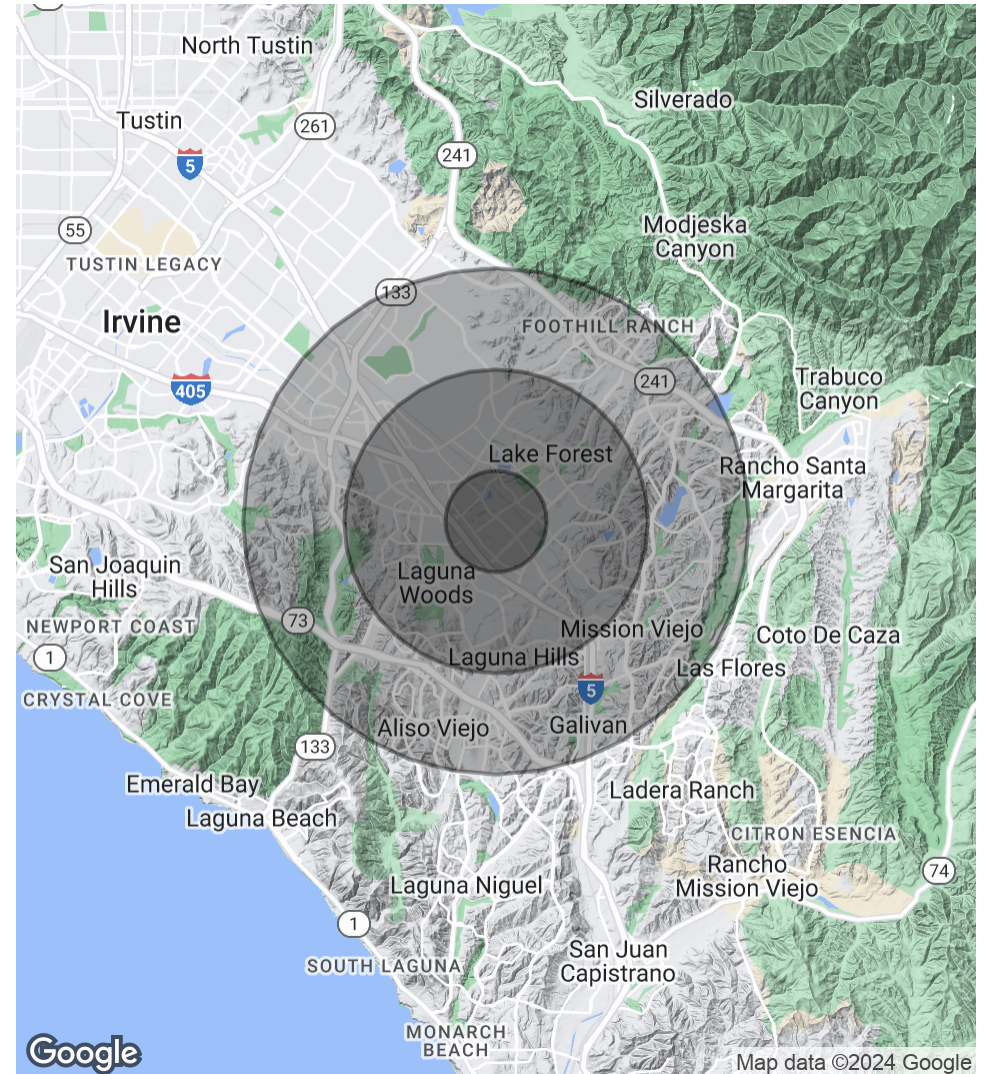 North Tustin
Silverado
Tustin
261
241
5
55
Modjeska
Canyon
TUSTIN LEGACY
133
Irvine
FOOTHILL RANCH
405
241
Trabuco
Canyon
Lake Forest
Rancho Santa
Margarita
San Joaquin
Hills
Laguna
Woods
73
NEWPORT COAST
Mission Viejo
Coto De Caza
1
Laguna Hills
Las Flores
CRYSTAL COVE
5
Aliso Viejo
Galivan
133
Emerald Bay
Ladera Ranch
Laguna Beach
CITRON ESENCIA
Rancho
Mission Viejo
74
Laguna Niguel
1
San Juan
Capistrano
SOUTH LAGUNA
MONARCH
BEACH
Google
Map data ©2024 Google